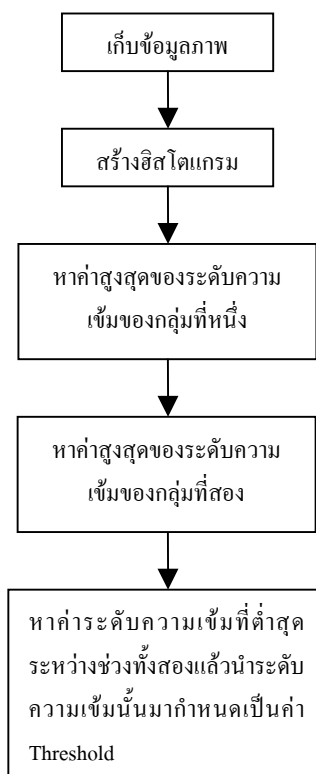 เก็บข้อมูลภาพ
สร้างฮิสโตแกรม
หาค่าสูงสุดของระดับความ
เข้มของกลุ่มที่หนึ่ง
หาค่าสูงสุดของระดับความ
เข้มของกลุ่มที่สอง
หาค่าระดับความเข้มที่ต่ำสุด
ระหว่างช่วงทั้งสองแล้วนำระดับ
ความเข้มนั้นมากำหนดเป็นค่า
Threshold